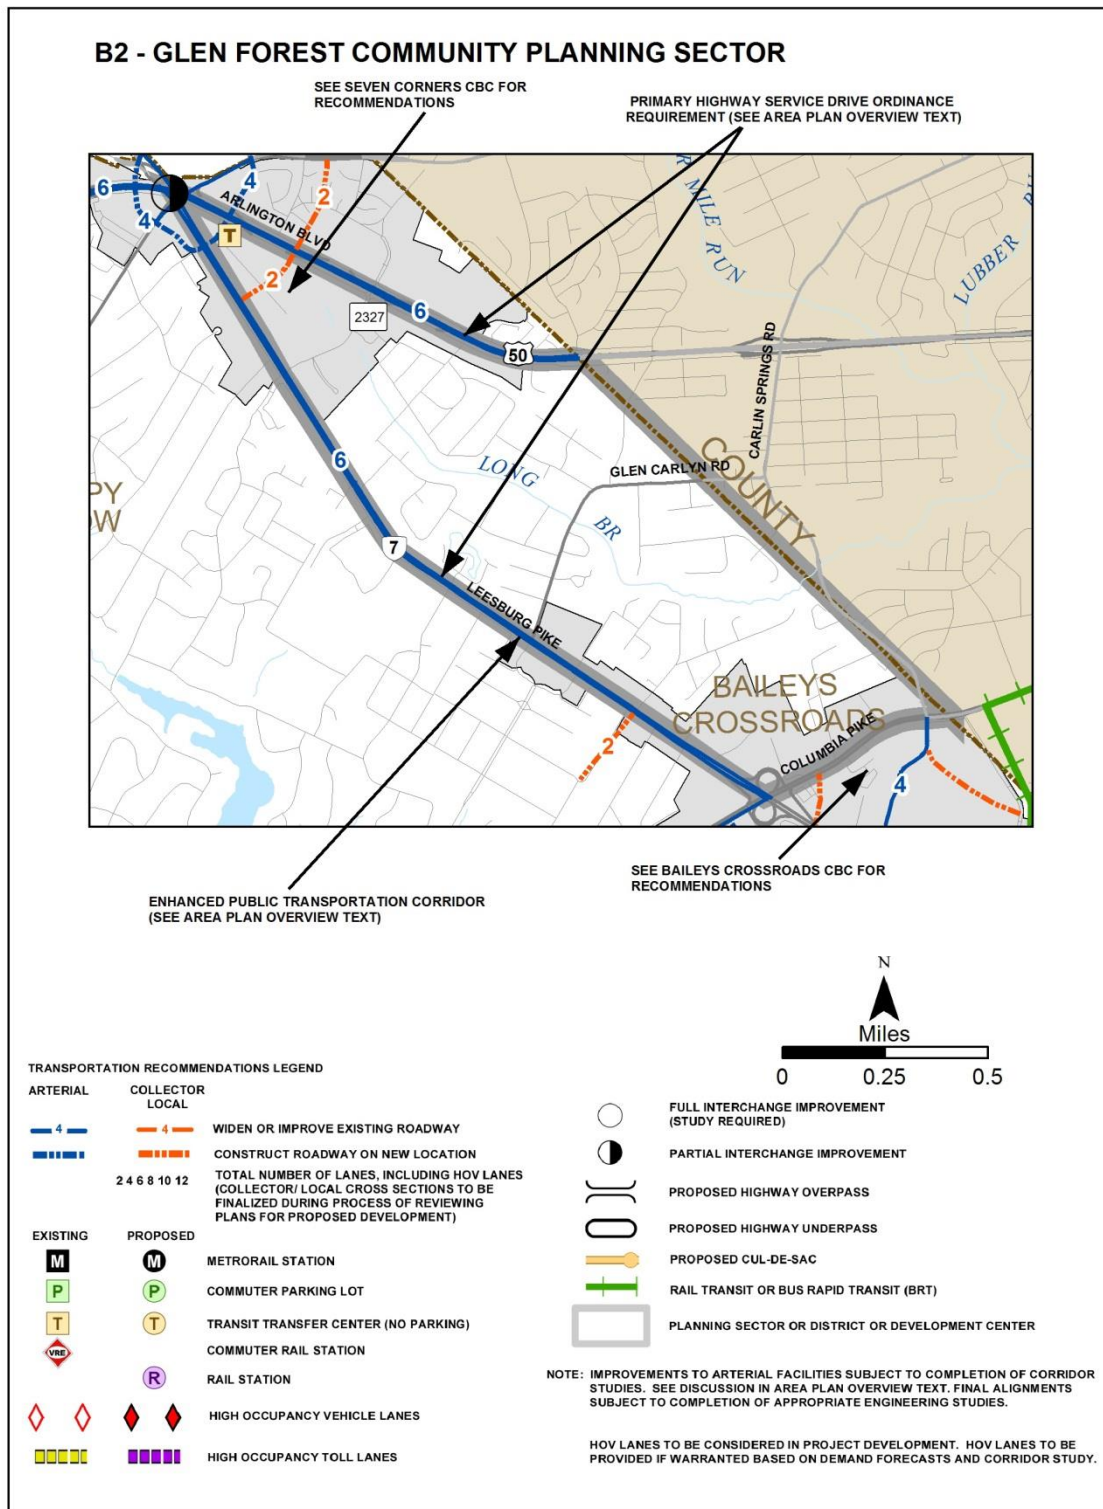 B2 - GLEN FOREST COMMUNITY PLANNING SECTOR
SEE SEVEN CORNERS CBC FOR
RECOMMENDATIONS
PRIMARY HIGHWAY SERVICE DRIVE ORDINANCE
REQUIREMENT (SEE AREA PLAN OVERVIEW TEXT)
6
4
4
2
ARLINGTON BLVD
T
2
2327
6
50
R MILE RUN
LUBBER
RU
CARLIN SPRINGS RD
6
LONG
BR
GLEN CARLYN RD
COUNTY
PY
OW
7
LEESBURG PIKE
BAILEYS
CROSSROADS
COLUMBIA PIKE
2
4
SEE BAILEYS CROSSROADS CBC FOR
RECOMMENDATIONS
ENHANCED PUBLIC TRANSPORTATION CORRIDOR
(SEE AREA PLAN OVERVIEW TEXT)
N
Miles
0 0.25 0.5
TRANSPORTATION RECOMMENDATIONS LEGEND
ARTERIAL COLLECTOR
LOCAL
4 4 WIDEN OR IMPROVE EXISTING ROADWAY
CONSTRUCT ROADWAY ON NEW LOCATION
2 4 6 8 10 12 TOTAL NUMBER OF LANES, INCLUDING HOV LANES
(COLLECTOR/ LOCAL CROSS SECTIONS TO BE
FINALIZED DURING PROCESS OF REVIEWING
PLANS FOR PROPOSED DEVELOPMENT)
EXISTING PROPOSED
M M METRORAIL STATION
P P COMMUTER PARKING LOT
T T TRANSIT TRANSFER CENTER (NO PARKING)
VRE COMMUTER RAIL STATION
R RAIL STATION
HIGH OCCUPANCY VEHICLE LANES
HIGH OCCUPANCY TOLL LANES
FULL INTERCHANGE IMPROVEMENT
(STUDY REQUIRED)
PARTIAL INTERCHANGE IMPROVEMENT
PROPOSED HIGHWAY OVERPASS
PROPOSED HIGHWAY UNDERPASS
PROPOSED CUL-DE-SAC
RAIL TRANSIT OR BUS RAPID TRANSIT (BRT)
PLANNING SECTOR OR DISTRICT OR DEVELOPMENT CENTER
NOTE: IMPROVEMENTS TO ARTERIAL FACILITIES SUBJECT TO COMPLETION OF CORRIDOR
STUDIES. SEE DISCUSSION IN AREA PLAN OVERVIEW TEXT. FINAL ALIGNMENTS
SUBJECT TO COMPLETION OF APPROPRIATE ENGINEERING STUDIES.
HOV LANES TO BE CONSIDERED IN PROJECT DEVELOPMENT. HOV LANES TO BE
PROVIDED IF WARRANTED BASED ON DEMAND FORECASTS AND CORRIDOR STUDY.